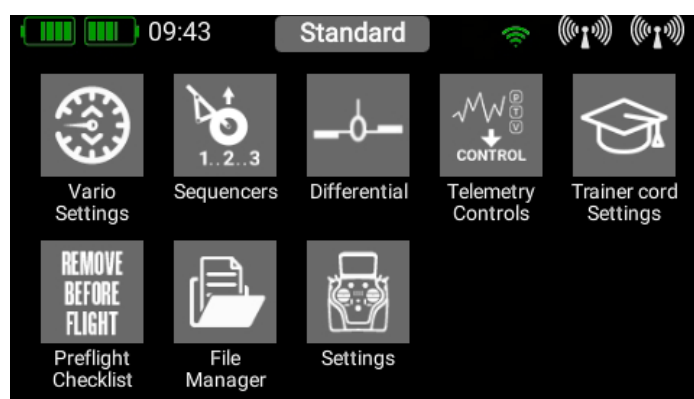 09:43
Standard
1..2..3
P
T
V
CONTROL
Vario
Settings
Sequencers
Differential
Telemetry
Controls
Trainer cord
Settings
REMOVE
BEFORE
FLIGHT
Preflight
Checklist
File
Manager
Settings